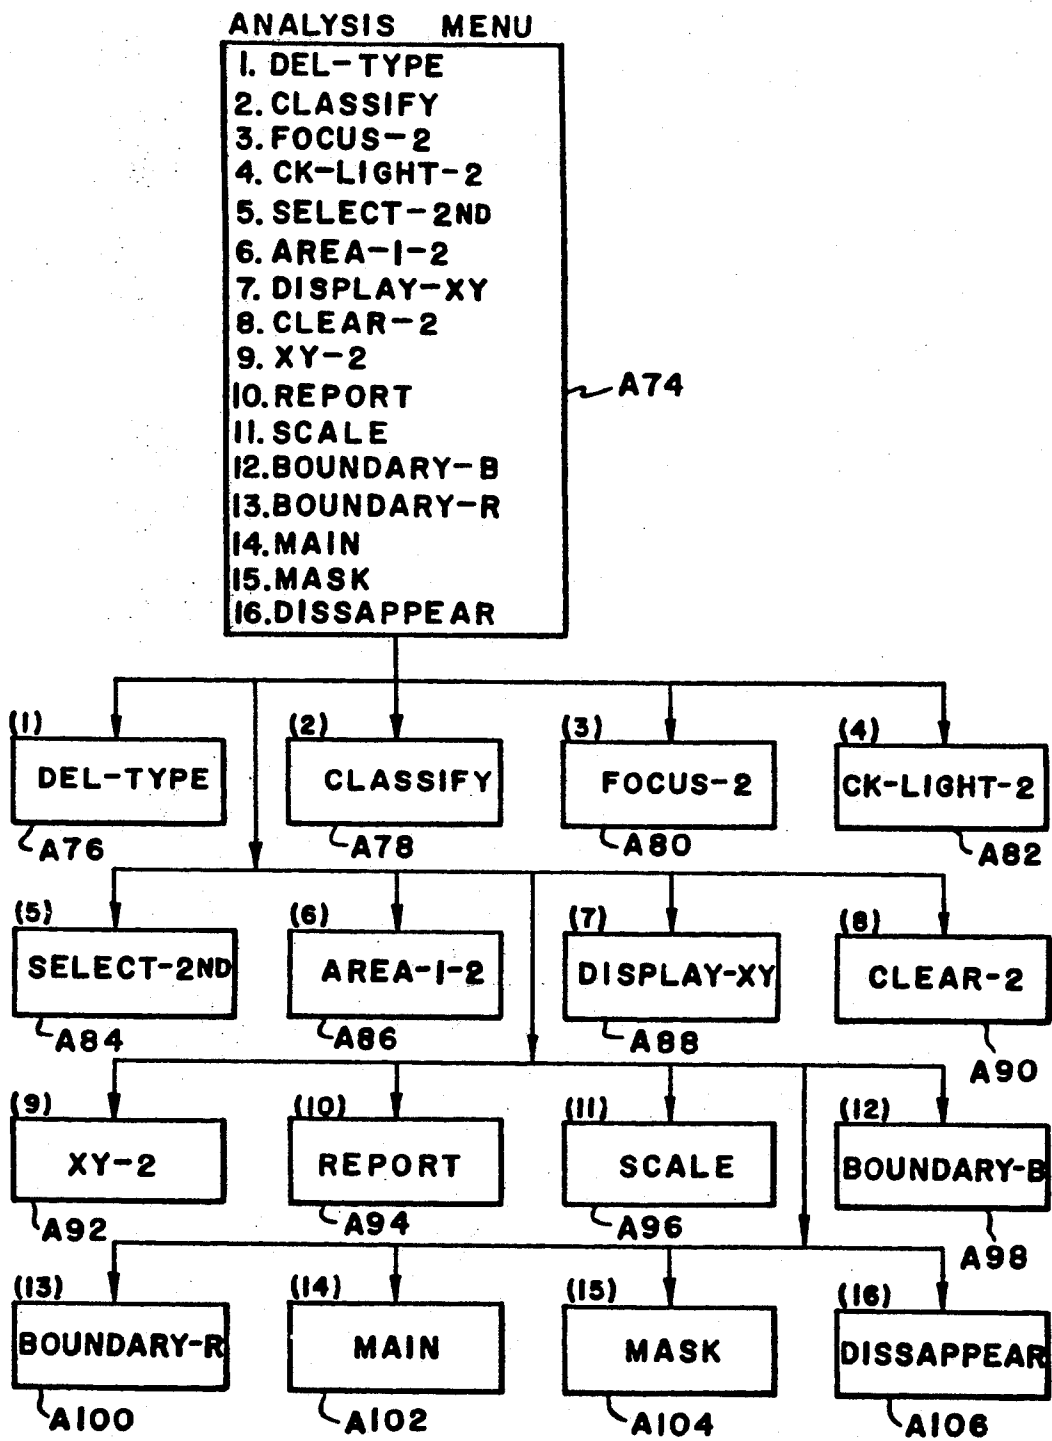 ANALYSIS MENU
1. DEL-TYPE
2. CLASSIFY
3. FOCUS-2
4. CK-LIGHT-2
5. SELECT-2ND
6. AREA-1-2
7. DISPLAY-XY
8. CLEAR-2
9. XY-2
10. REPORT
11. SCALE
12. BOUNDARY-B
13. BOUNDARY-R
14. MAIN
15. MASK
16. DISSAPPEAR
A74
(1) (2) (3) (4)
DEL-TYPE CLASSIFY FOCUS-2 CK-LIGHT-2
A76 A78 A80 A82
(5) (6) (7) (8)
SELECT-2ND AREA-1-2 DISPLAY-XY CLEAR-2
A84 A86 A88 A90
(9) (10) (11) (12)
XY-2 REPORT SCALE BOUNDARY-B
A92 A94 A96 A98
(13) (14) (15) (16)
BOUNDARY-R MAIN MASK DISSAPPEAR
A100 A102 A104 A106